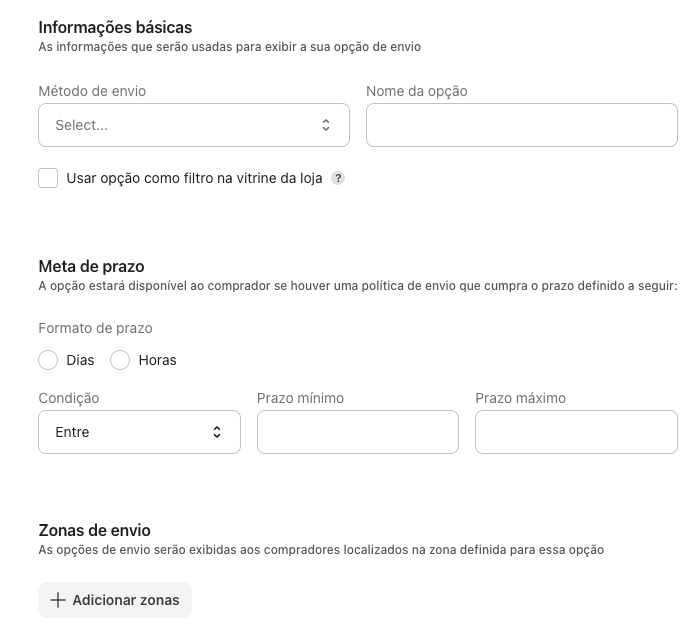 Informações básicas
As informações que serão usadas para exibir a sua opção de envio
Método de envio
Nome da opção
Select...
Usar opção como filtro na vitrine da loja ?
Meta de prazo
A opção estará disponível ao comprador se houver uma política de envio que cumpra o prazo definido a seguir:
Formato de prazo
Dias
Horas
Condição
Prazo mínimo
Prazo máximo
Entre
Zonas de envio
As opções de envio serão exibidas aos compradores localizados na zona definida para essa opção
Adicionar zonas